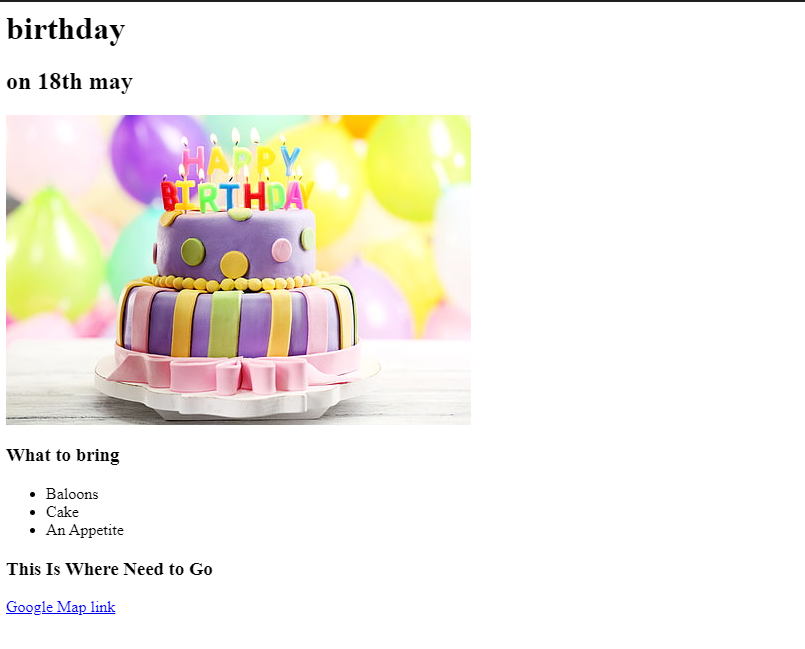 birthday
on 18th may
HAPPY
BIRTHDAY
What to bring
Baloons
Cake
An Appetite
This Is Where Need to Go
Google Map link